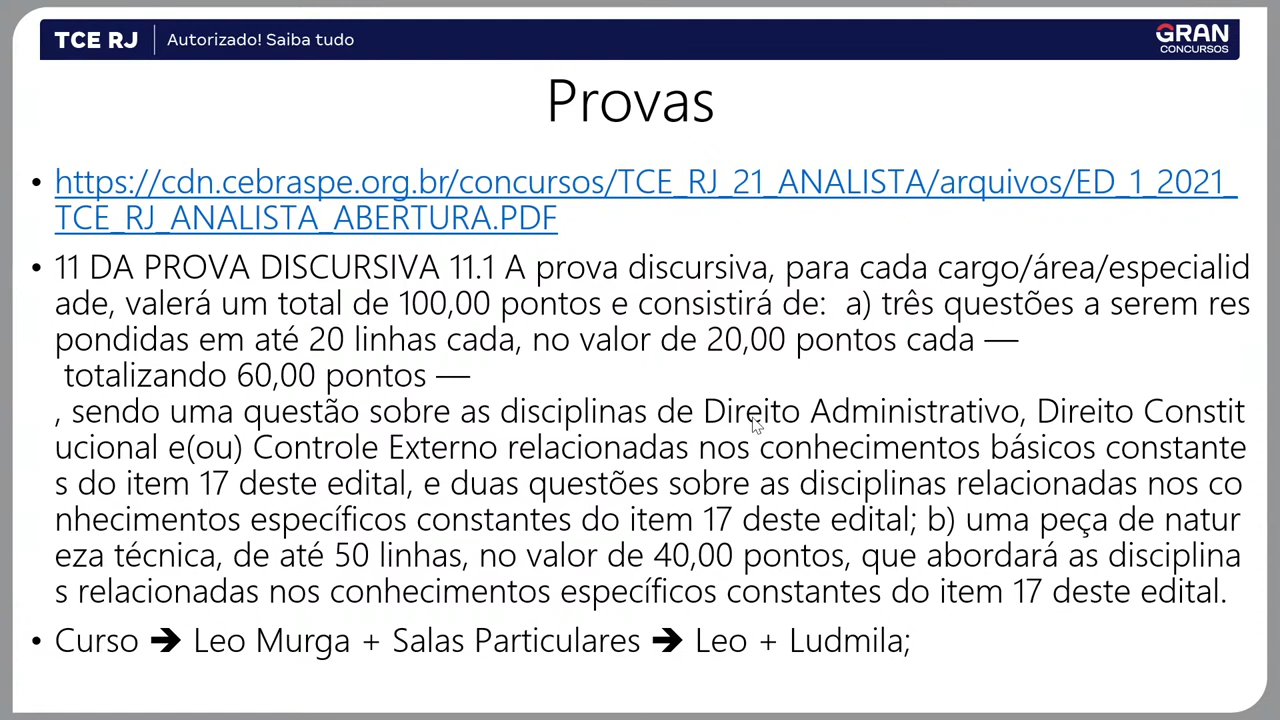 TCE RJ | Autorizado! Saiba tudo
GRAN
CONCURSOS
Provas
• https://cdn.cebraspe.org.br/concursos/TCE_RJ_21_ANALISTA/arquivos/ED_1_2021_
TCE_RJ_ANALISTA_ABERTURA.PDF
• 11 DA PROVA DISCURSIVA 11.1 A prova discursiva, para cada cargo/área/especialid
ade, valerá um total de 100,00 pontos e consistirá de:  a) três questões a serem res
pondidas em até 20 linhas cada, no valor de 20,00 pontos cada —
totalizando 60,00 pontos —
, sendo uma questão sobre as disciplinas de Direito Administrativo, Direito Constit
ucional e(ou) Controle Externo relacionadas nos conhecimentos básicos constante
s do item 17 deste edital, e duas questões sobre as disciplinas relacionadas nos co
nhecimentos específicos constantes do item 17 deste edital; b) uma peça de natur
eza técnica, de até 50 linhas, no valor de 40,00 pontos, que abordará as disciplina
s relacionadas nos conhecimentos específicos constantes do item 17 deste edital.
• Curso 🡪 Leo Murga + Salas Particulares 🡪 Leo + Ludmila;